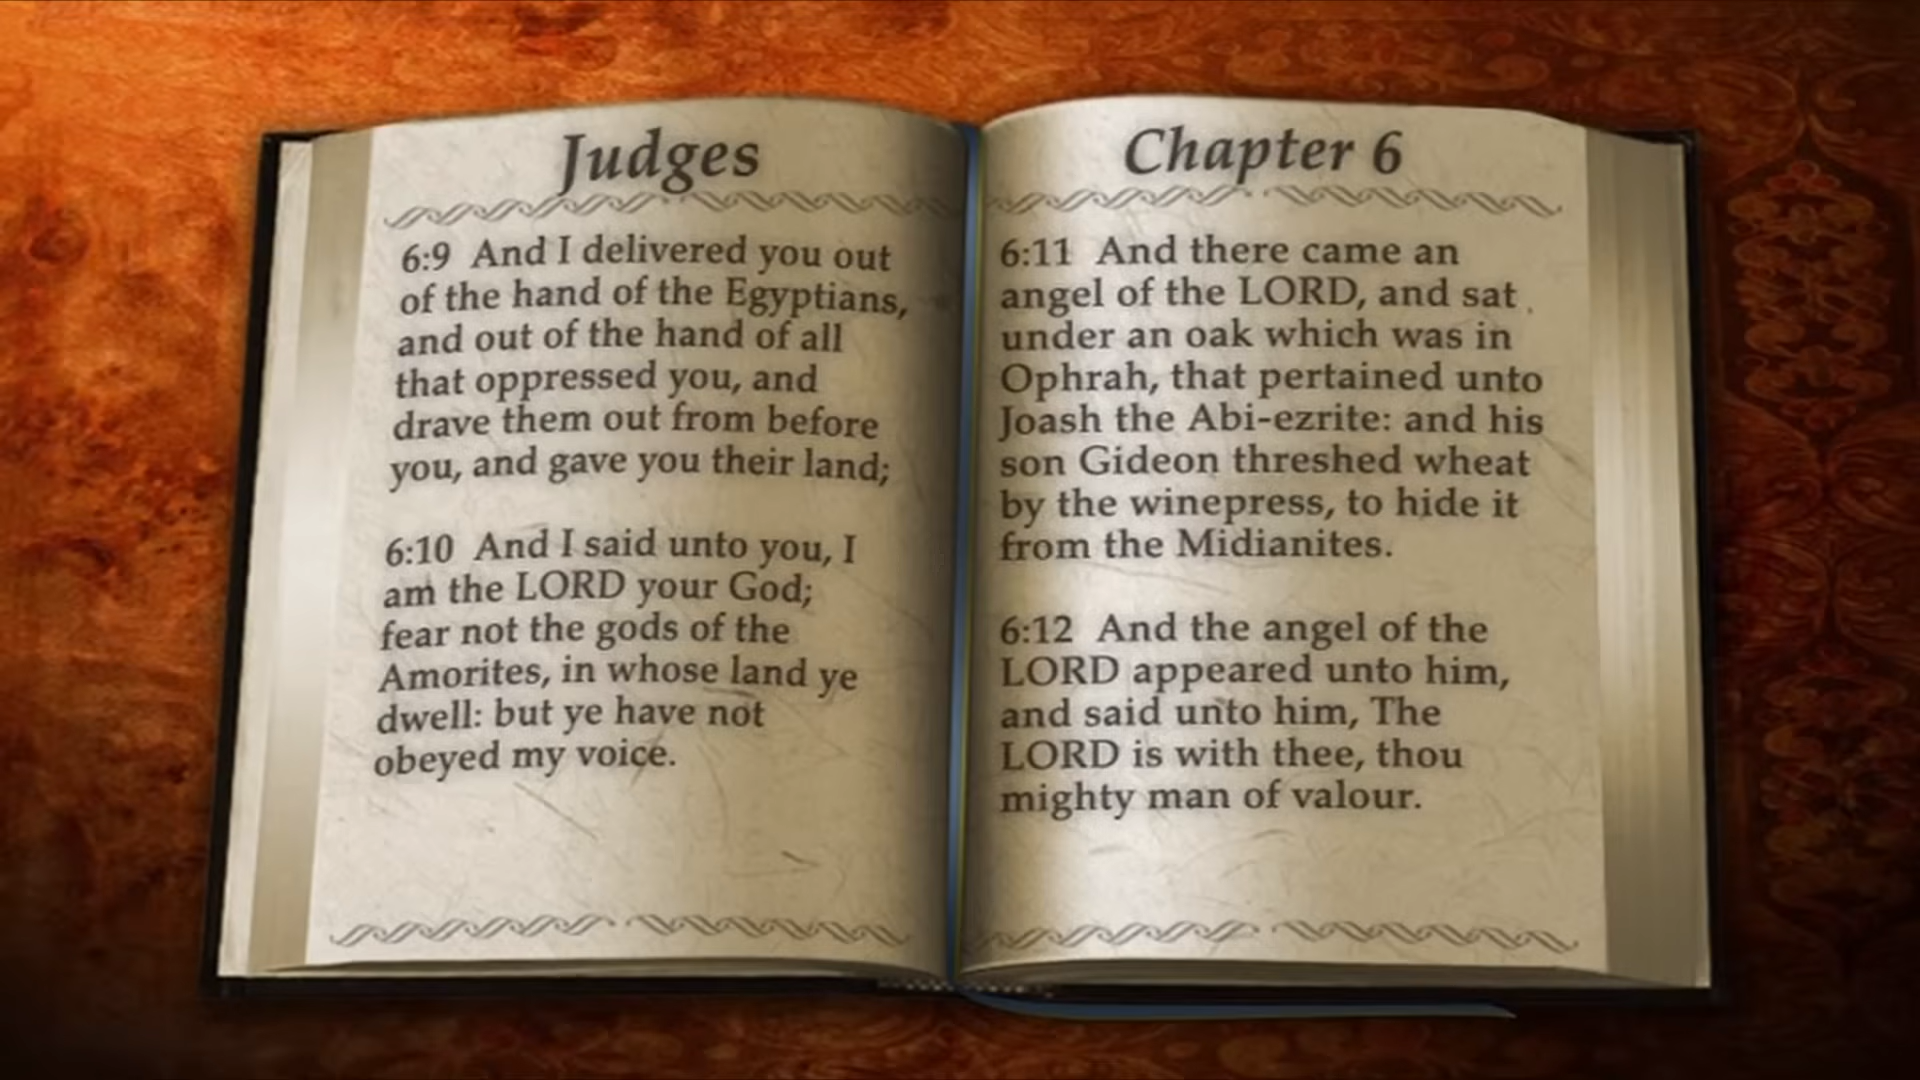 Judges
6:9 And I delivered you out
of the hand of the Egyptians,
and out of the hand of all
that oppressed you, and
drave them out from before
you, and gave you their land;
6:10 And I said unto you, I
am the LORD your God;
fear not the gods of the
Amorites, in whose land ye
dwell: but ye have not
obeyed my voice.
Chapter 6
6:11 And there came an
angel of the LORD, and sat
under an oak which was in
Ophrah, that pertained unto
Joash the Abi-ezrite: and his
son Gideon threshed wheat
by the winepress, to hide it
from the Midianites.
6:12 And the angel of the
LORD appeared unto him,
and said unto him, The
LORD is with thee, thou
mighty man of valour.